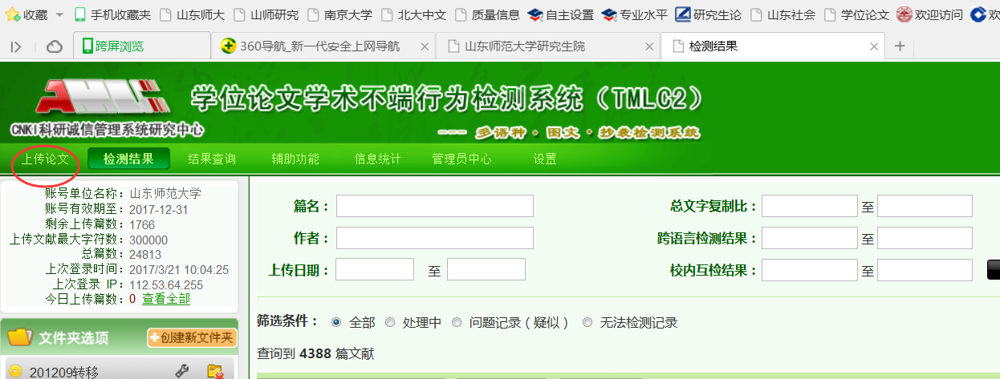 收藏 手机收藏夹 山东师大 山师研究 南京大学 北大中文 质量信息 自主设置 专业水平 研究生论 山东社会 学位论文 欢迎访问 欢
跨屏浏览 360导航_新一代安全上网导航 山东师范大学研究生院 检测结果
AMLC 学位论文学术不端行为检测系统（TMLC2）
CNKI科研诚信管理系统研究中心 --- 多语种·图文·抄袭检测系统
上传论文 检测结果 结果查询 辅助功能 信息统计 管理员中心 设置
账号单位名称：山东师范大学
账号有效期至：2017-12-31
剩余上传篇数：1766
上传文献最大字符数：300000
总篇数：24813
上次登录时间：2017/3/21 10:04:25
上次登录 IP：112.53.64.255
今日上传篇数：0 查看全部
文件夹选项 创建新文件夹
201209转移
篇名： 总文字复制比： 至
作者： 跨语言检测结果： 至
上传日期： 至 校内互检结果： 至
筛选条件： 全部 处理中 问题记录（疑似） 无法检测记录
查询到 4388 篇文献